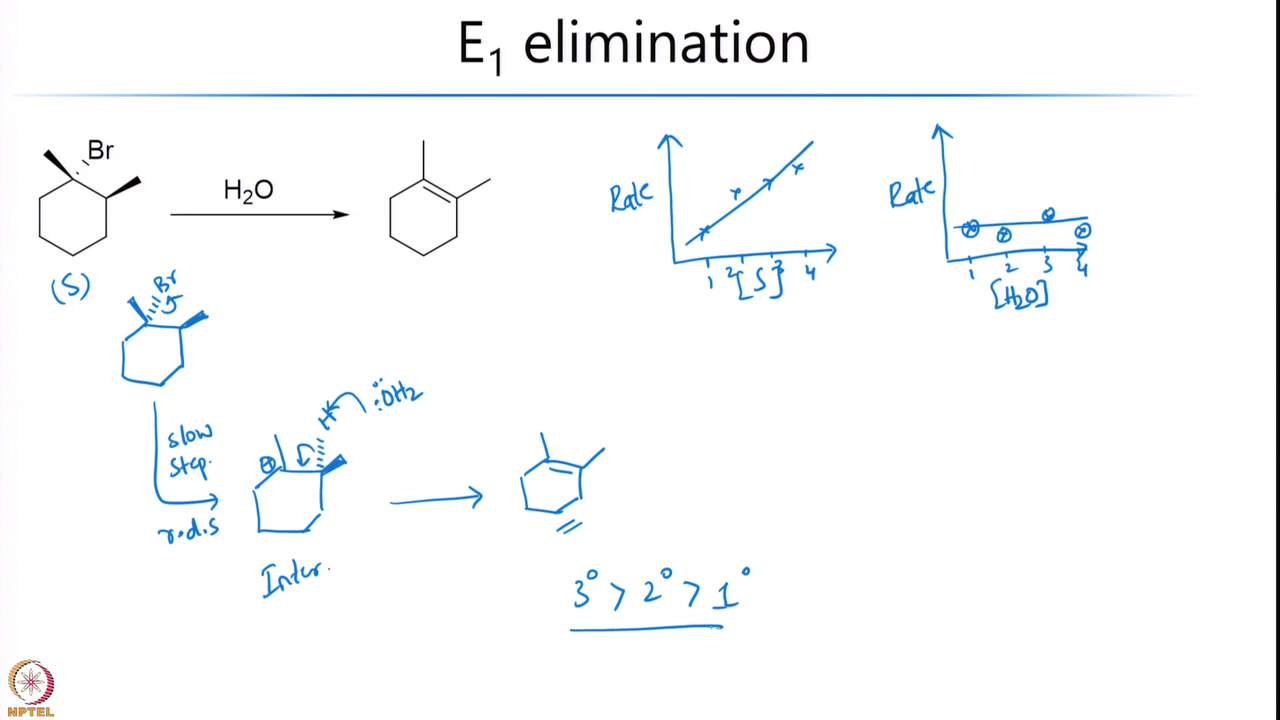 E₁ elimination
Br
H₂O
(S)
Br
slow
step.
r.d.s
H
:ÖH2
Inter.
3° > 2° > 1°
Rate
1 2 3 4
[S]
Rate
1 2 3 4
[H₂O]
NPTEL